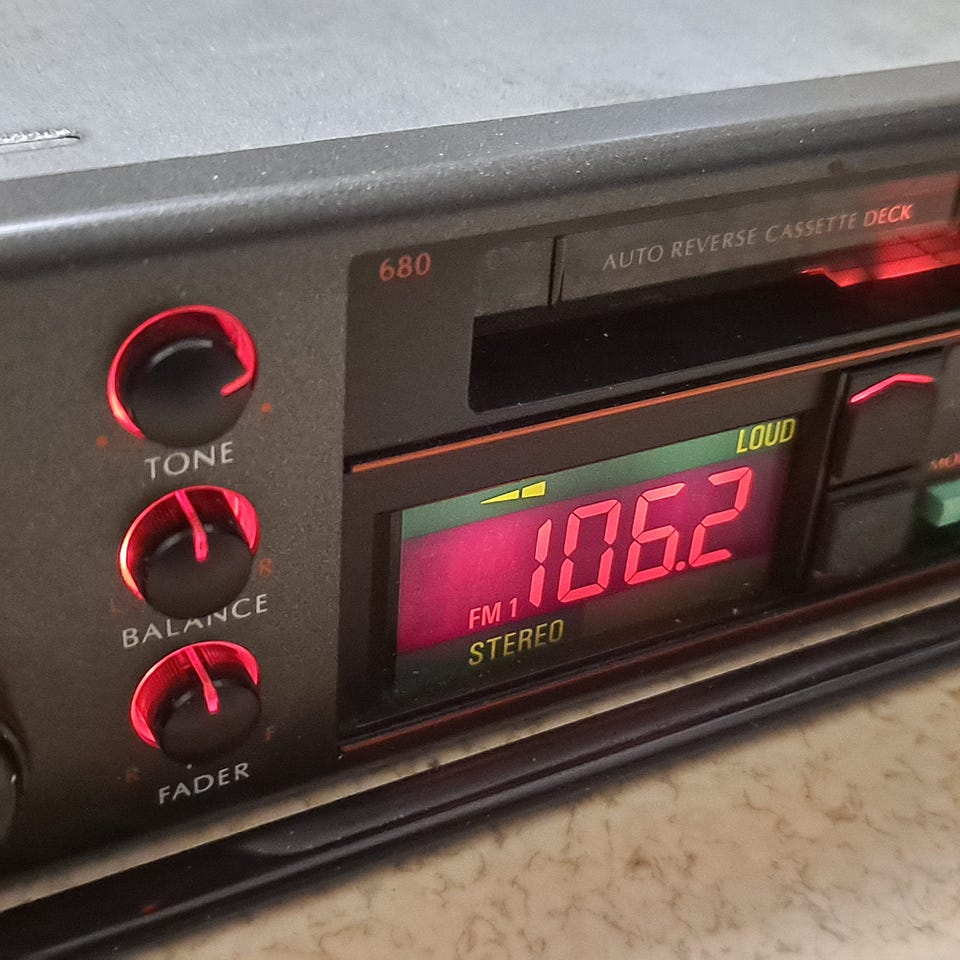 680
AUTO REVERSE CASSETTE DECK
TONE
LOUD
106.2
L R
FM 1
BALANCE
STEREO
R F
FADER